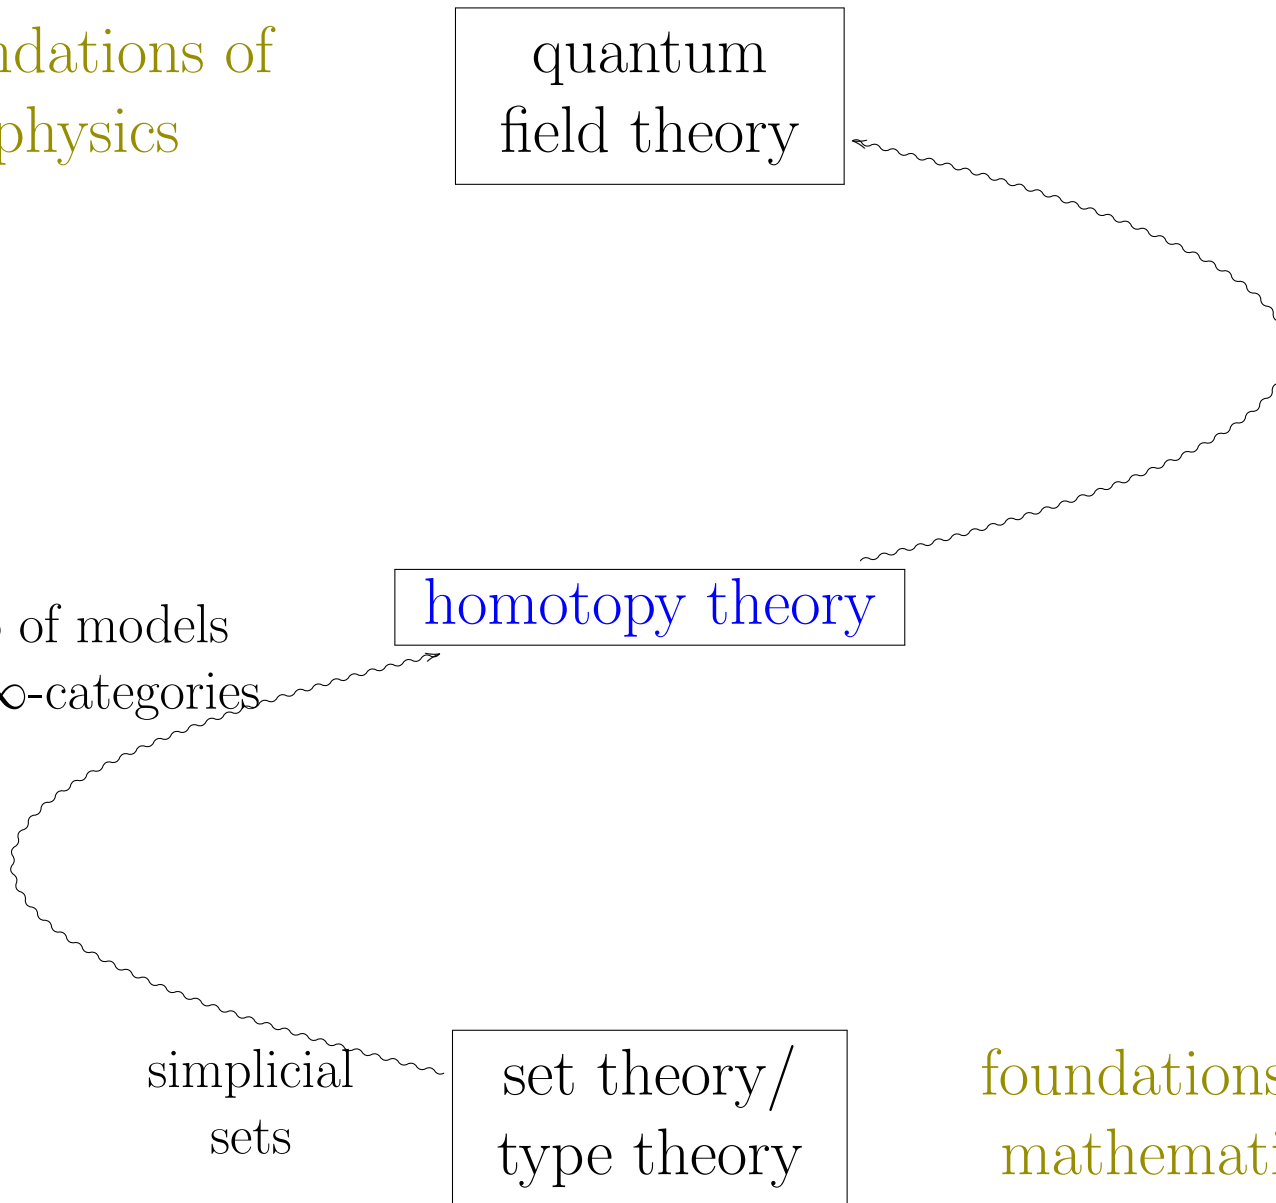 ndations of
physics
quantum
field theory
homotopy theory
of models
∞-categories
simplicial
sets
set theory/
type theory
foundations
mathemati